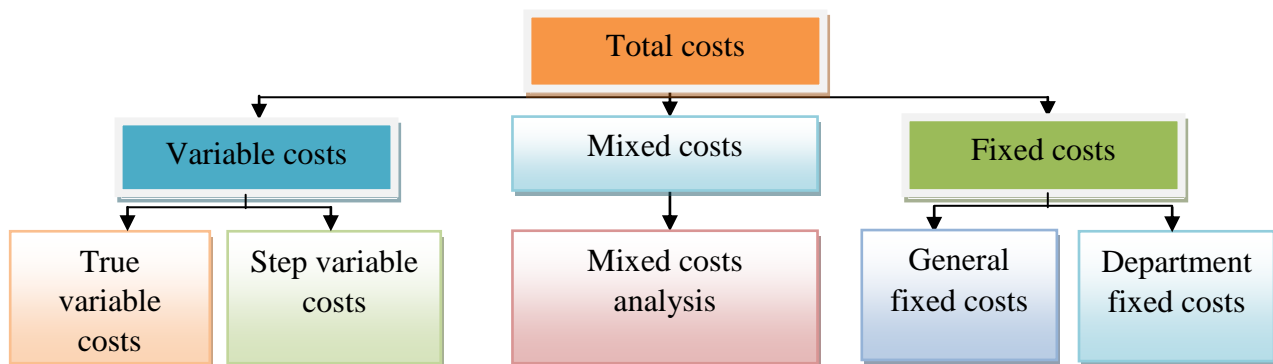 Total costs
Variable costs
Mixed costs
Fixed costs
True
variable
costs
Step variable
costs
Mixed costs
analysis
General
fixed costs
Department
fixed costs